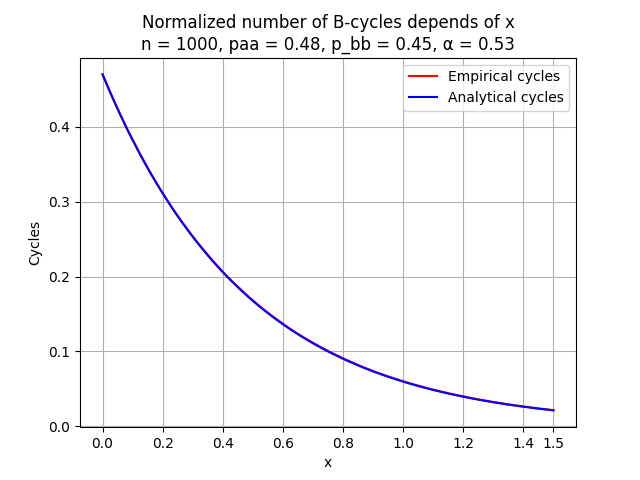 Normalized number of B-cycles depends of x
n = 1000, paa = 0.48, p_bb = 0.45, α = 0.53
Empirical cycles
Analytical cycles
Cycles
0.4
0.3
0.2
0.1
0.0
0.0 0.2 0.4 0.6 0.8 1.0 1.2 1.4 1.5
x